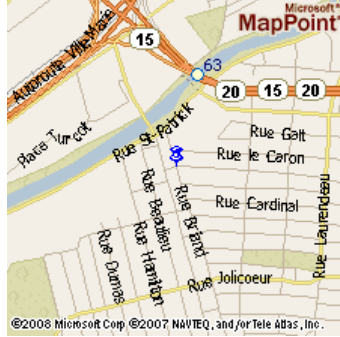 Microsoft®
MapPoint®
15
63
Autoroute Ville-Marie
20 15 20
Place Turcot
Rue St-Patrick
Rue Galt
Rue le Caron
Rue Beaulieu
Rue Briand
Rue Cardinal
Rue Laurendeau
Rue Hamilton
Rue Dumas
Rue Jolicoeur
©2008 Microsoft Corp ©2007 NAVTEQ, and/or Tele Atlas, Inc.